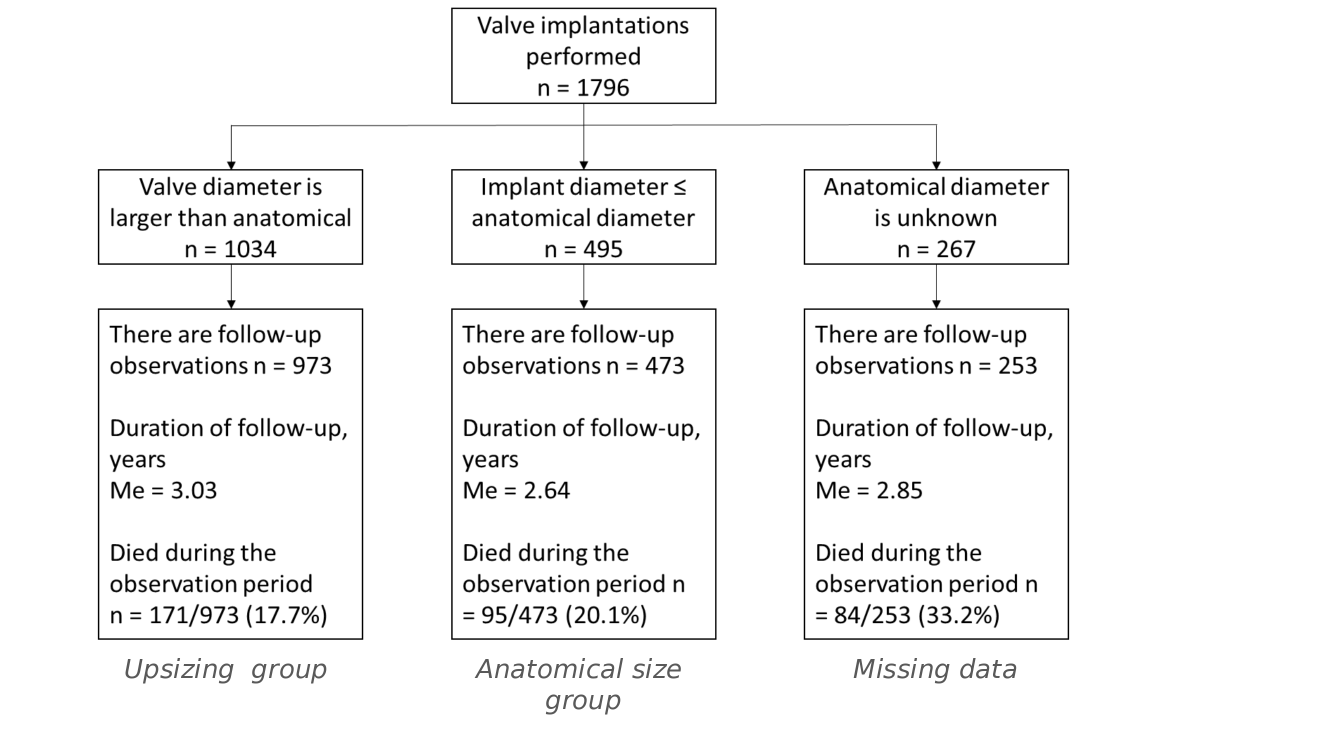 Valve implantations
performed
n = 1796
Valve diameter is
larger than anatomical
n = 1034
Implant diameter ≤
anatomical diameter
n = 495
Anatomical diameter
is unknown
n = 267
There are follow-up
observations n = 973
Duration of follow-up,
years
Me = 3.03
Died during the
observation period
n = 171/973 (17.7%)
There are follow-up
observations n = 473
Duration of follow-up,
years
Me = 2.64
Died during the
observation period n
= 95/473 (20.1%)
There are follow-up
observations n = 253
Duration of follow-up,
years
Me = 2.85
Died during the
observation period n
= 84/253 (33.2%)
Upsizing group
Anatomical size
group
Missing data